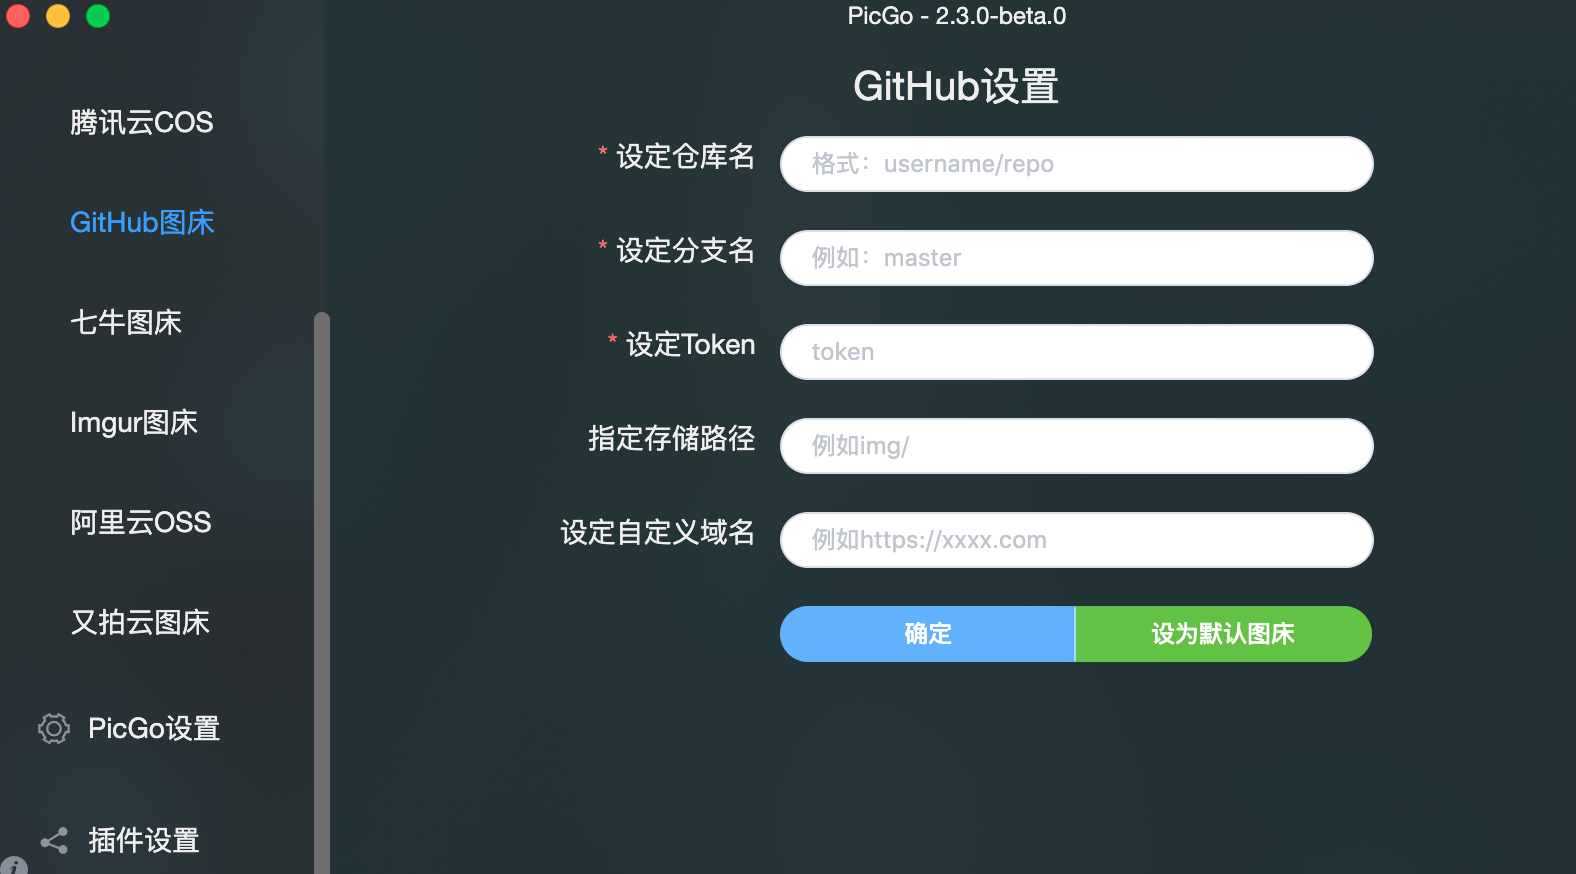 PicGo - 2.3.0-beta.0
腾讯云COS
GitHub图床
七牛图床
Imgur图床
阿里云OSS
又拍云图床
PicGo设置
插件设置
GitHub设置
* 设定仓库名
格式：username/repo
* 设定分支名
例如：master
* 设定Token
token
指定存储路径
例如img/
设定自定义域名
例如https://xxxx.com
确定
设为默认图床